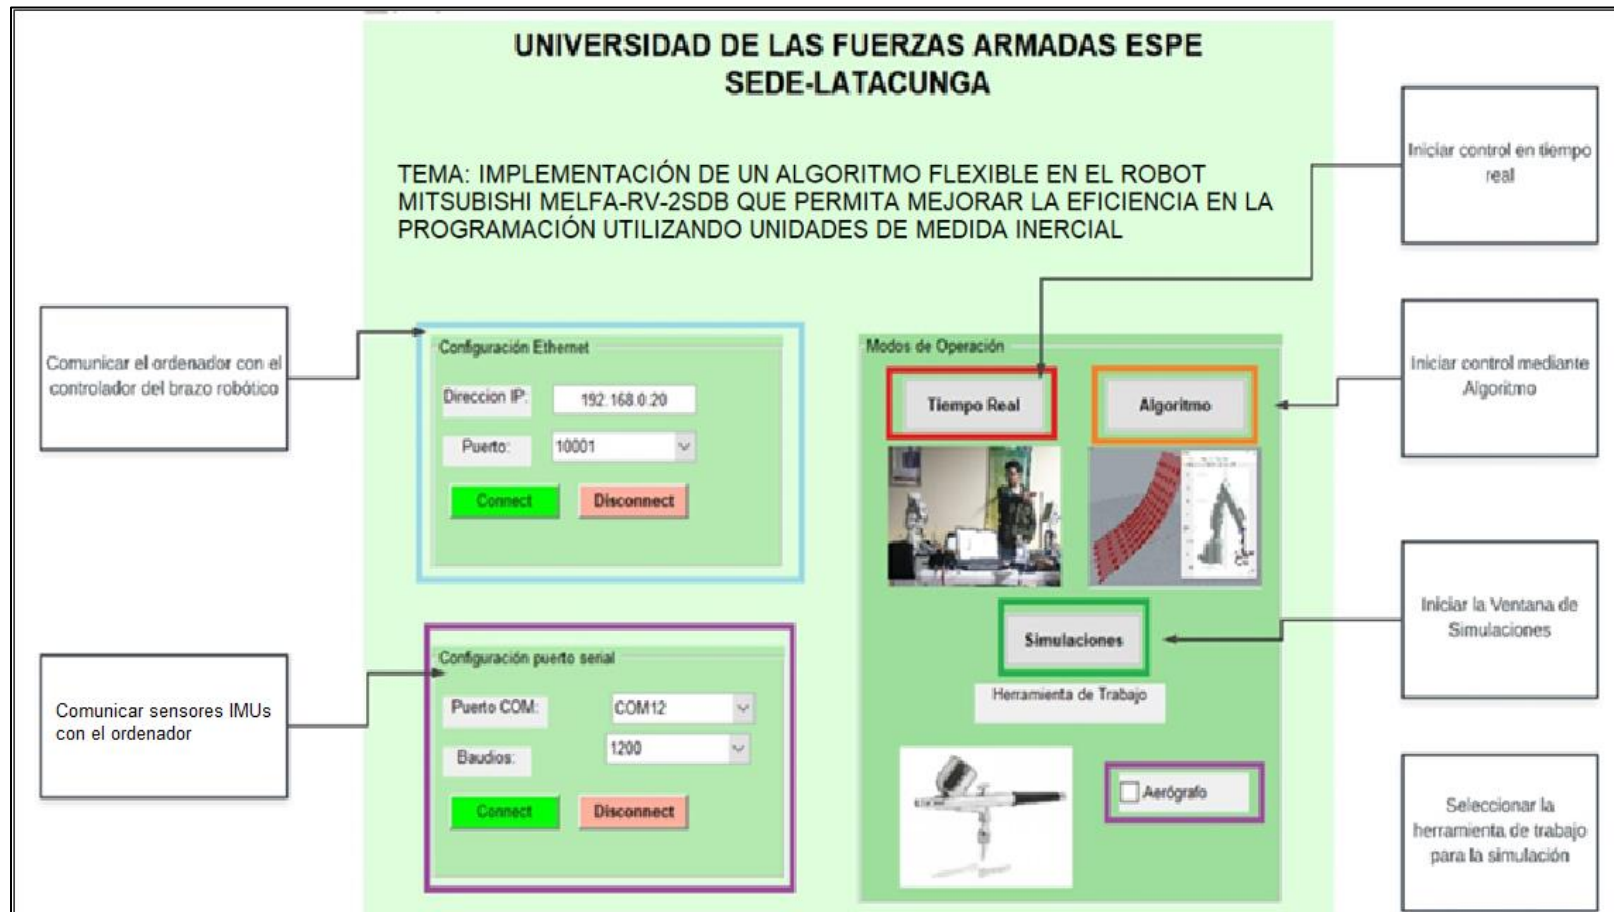 UNIVERSIDAD DE LAS FUERZAS ARMADAS ESPE
SEDE-LATACUNGA
TEMA: IMPLEMENTACIÓN DE UN ALGORITMO FLEXIBLE EN EL ROBOT
MITSUBISHI MELFA-RV-2SDB QUE PERMITA MEJORAR LA EFICIENCIA EN LA
PROGRAMACIÓN UTILIZANDO UNIDADES DE MEDIDA INERCIAL
Comunicar el ordenador con el
controlador del brazo robótico
Comunicar sensores IMUs
con el ordenador
Configuración Ethernet
Direccion IP:
192.168.0.20
Puerto:
10001
Connect
Disconnect
Configuración puerto serial
Puerto COM:
COM12
Baudios:
1200
Connect
Disconnect
Modos de Operación
Tiempo Real
Algoritmo
Simulaciones
Herramienta de Trabajo
Aerógrafo
Iniciar control en tiempo
real
Iniciar control mediante
Algoritmo
Iniciar la Ventana de
Simulaciones
Seleccionar la
herramienta de trabajo
para la simulación